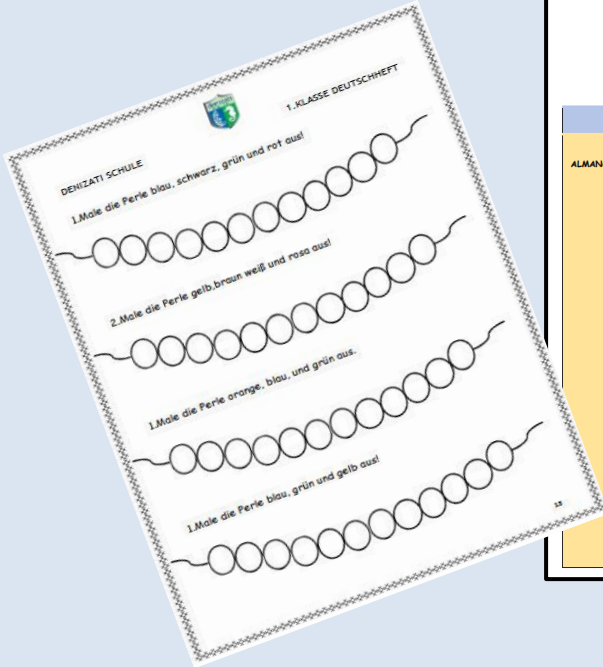 DENIZATI SCHULE
1.KLASSE DEUTSCHHEFT
1.Male die Perle blau, schwarz, grün und rot aus!
2.Male die Perle gelb,braun weiß und rosa aus!
1.Male die Perle orange, blau, und grün aus.
1.Male die Perle blau, grün und gelb aus!